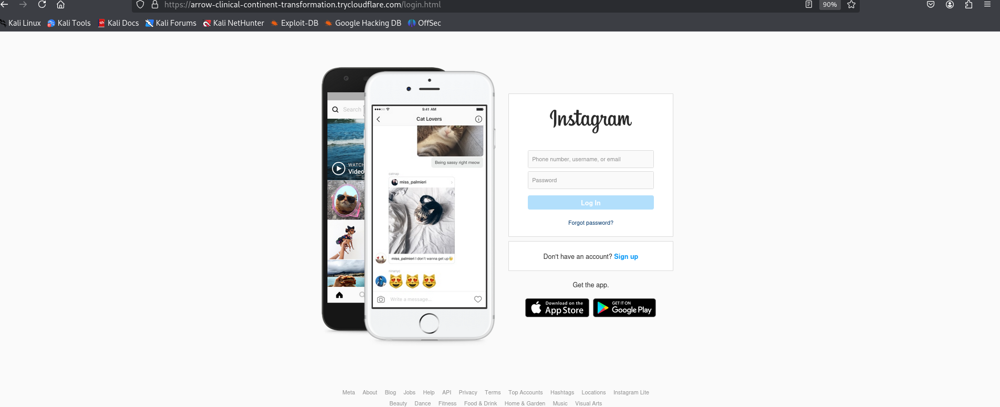 https://arrow-clinical-continent-transformation.trycloudflare.com/login.html
90%
Kali Linux Kali Tools Kali Docs Kali Forums Kali NetHunter Exploit-DB Google Hacking DB OffSec
Search
WATCH
Video
9:41 AM
Cat Lovers
Being sassy right meow
catnap
miss_palmieri
miss_palmieri I don't wanna get up
ninanyc
Write a message...
Instagram
Phone number, username, or email
Password
Log In
Forgot password?
Don't have an account? Sign up
Get the app.
Download on the
App Store
GET IT ON
Google Play
Meta About Blog Jobs Help API Privacy Terms Top Accounts Hashtags Locations Instagram Lite
Beauty Dance Fitness Food & Drink Home & Garden Music Visual Arts